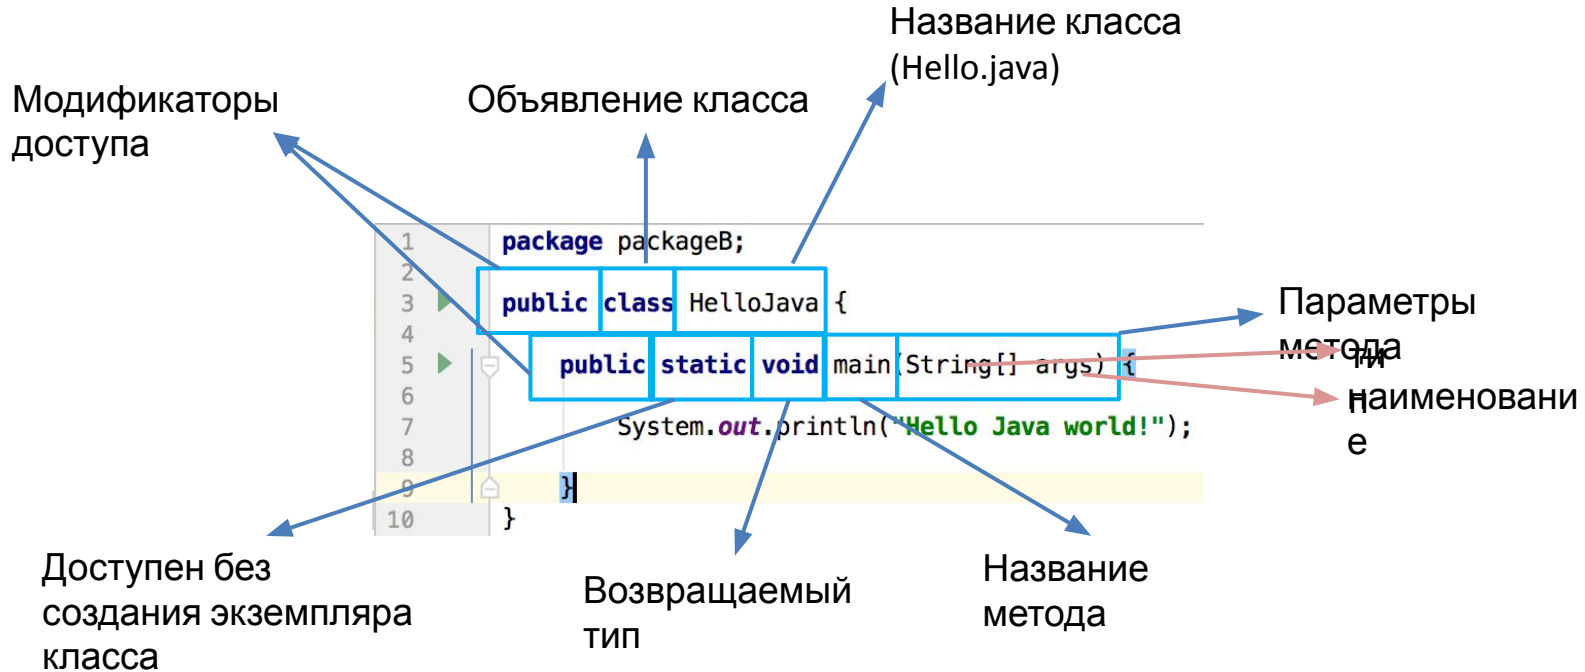 Название класса
(Hello.java)
Модификаторы
доступа
Объявление класса
1 package packageB;
2
3 public class HelloJava {
4
5 public static void main(String[] args) {
6
7 System.out.println("Hello Java world!");
8
9 }
10 }
Параметры
метода
тип
наименование
Доступен без
создания экземпляра
класса
Возвращаемый
тип
Название
метода